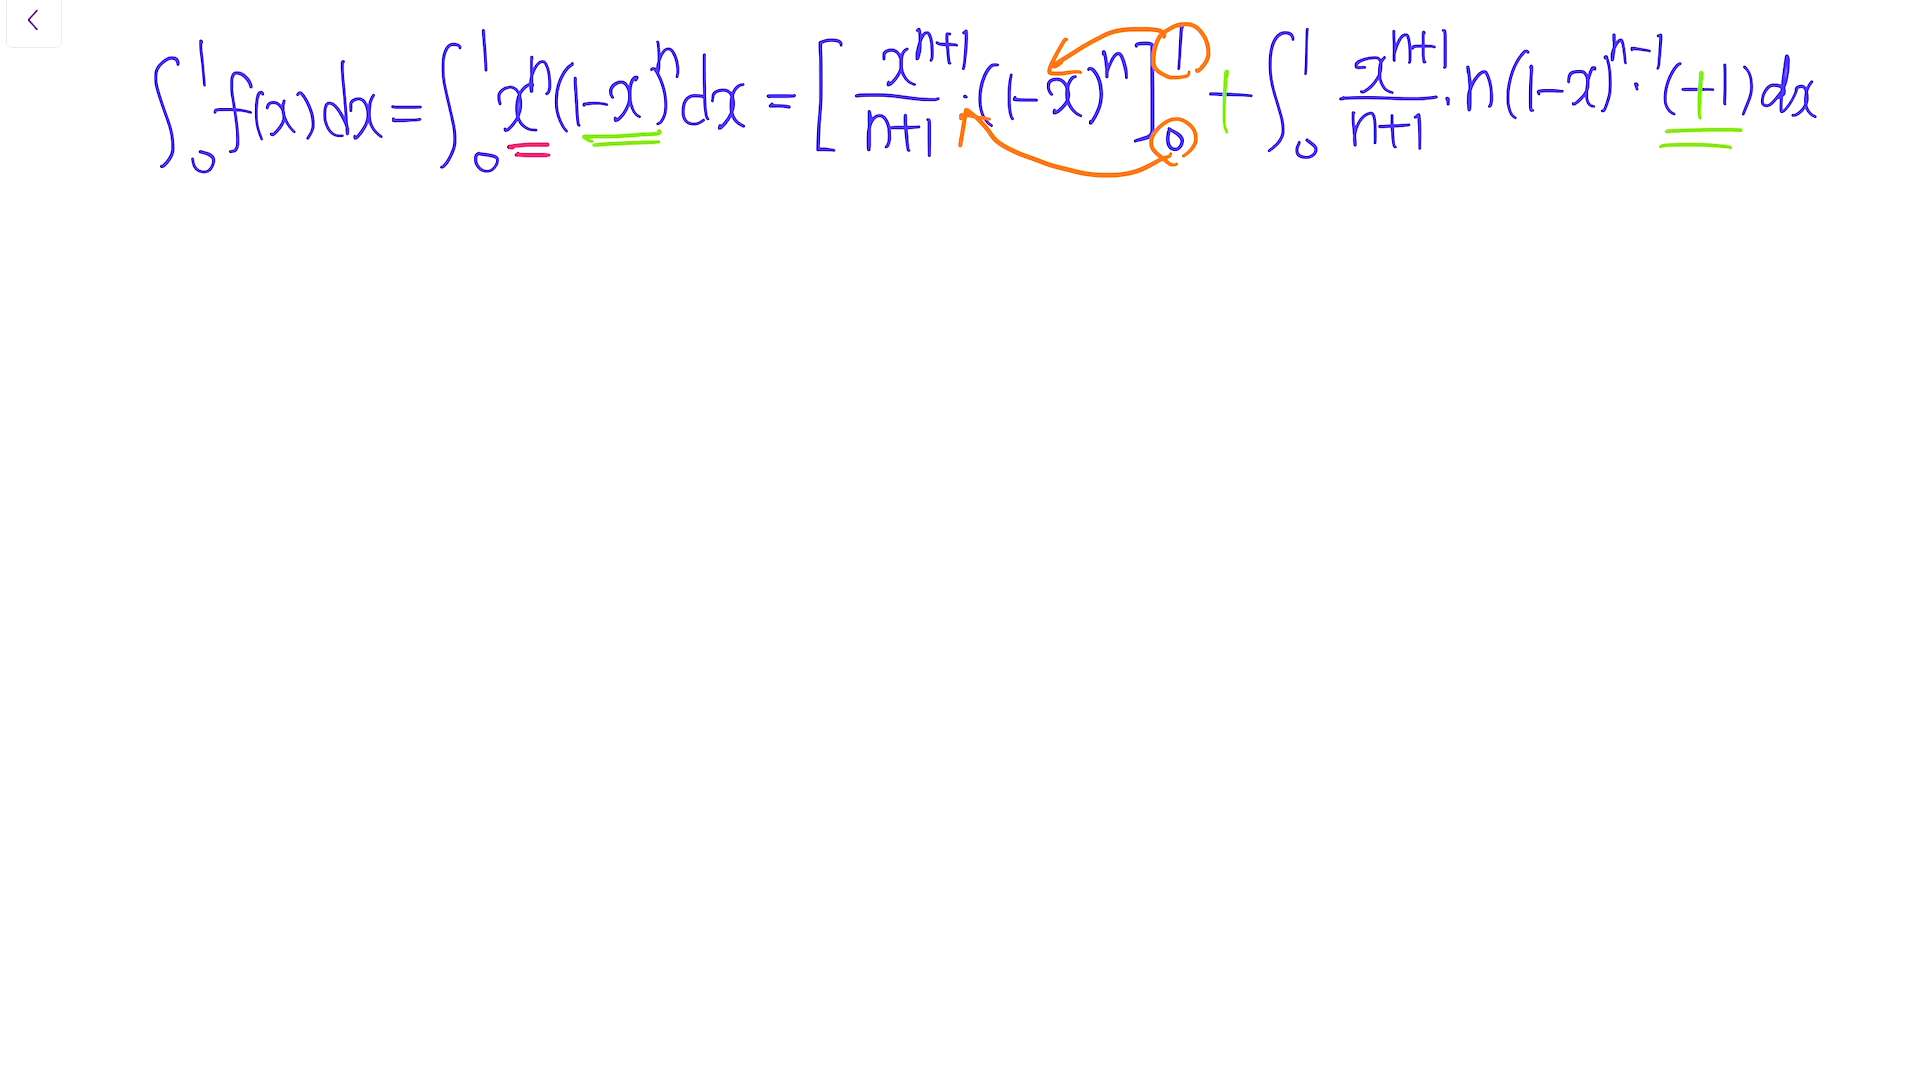 ∫₀¹ f(x)dx = ∫₀¹ xⁿ(1-x)ⁿ dx = [ xⁿ⁺¹/n+1 · (1-x)ⁿ ]₀¹ + ∫₀¹ xⁿ⁺¹/n+1 · n(1-x)ⁿ⁻¹ · (+1)dx